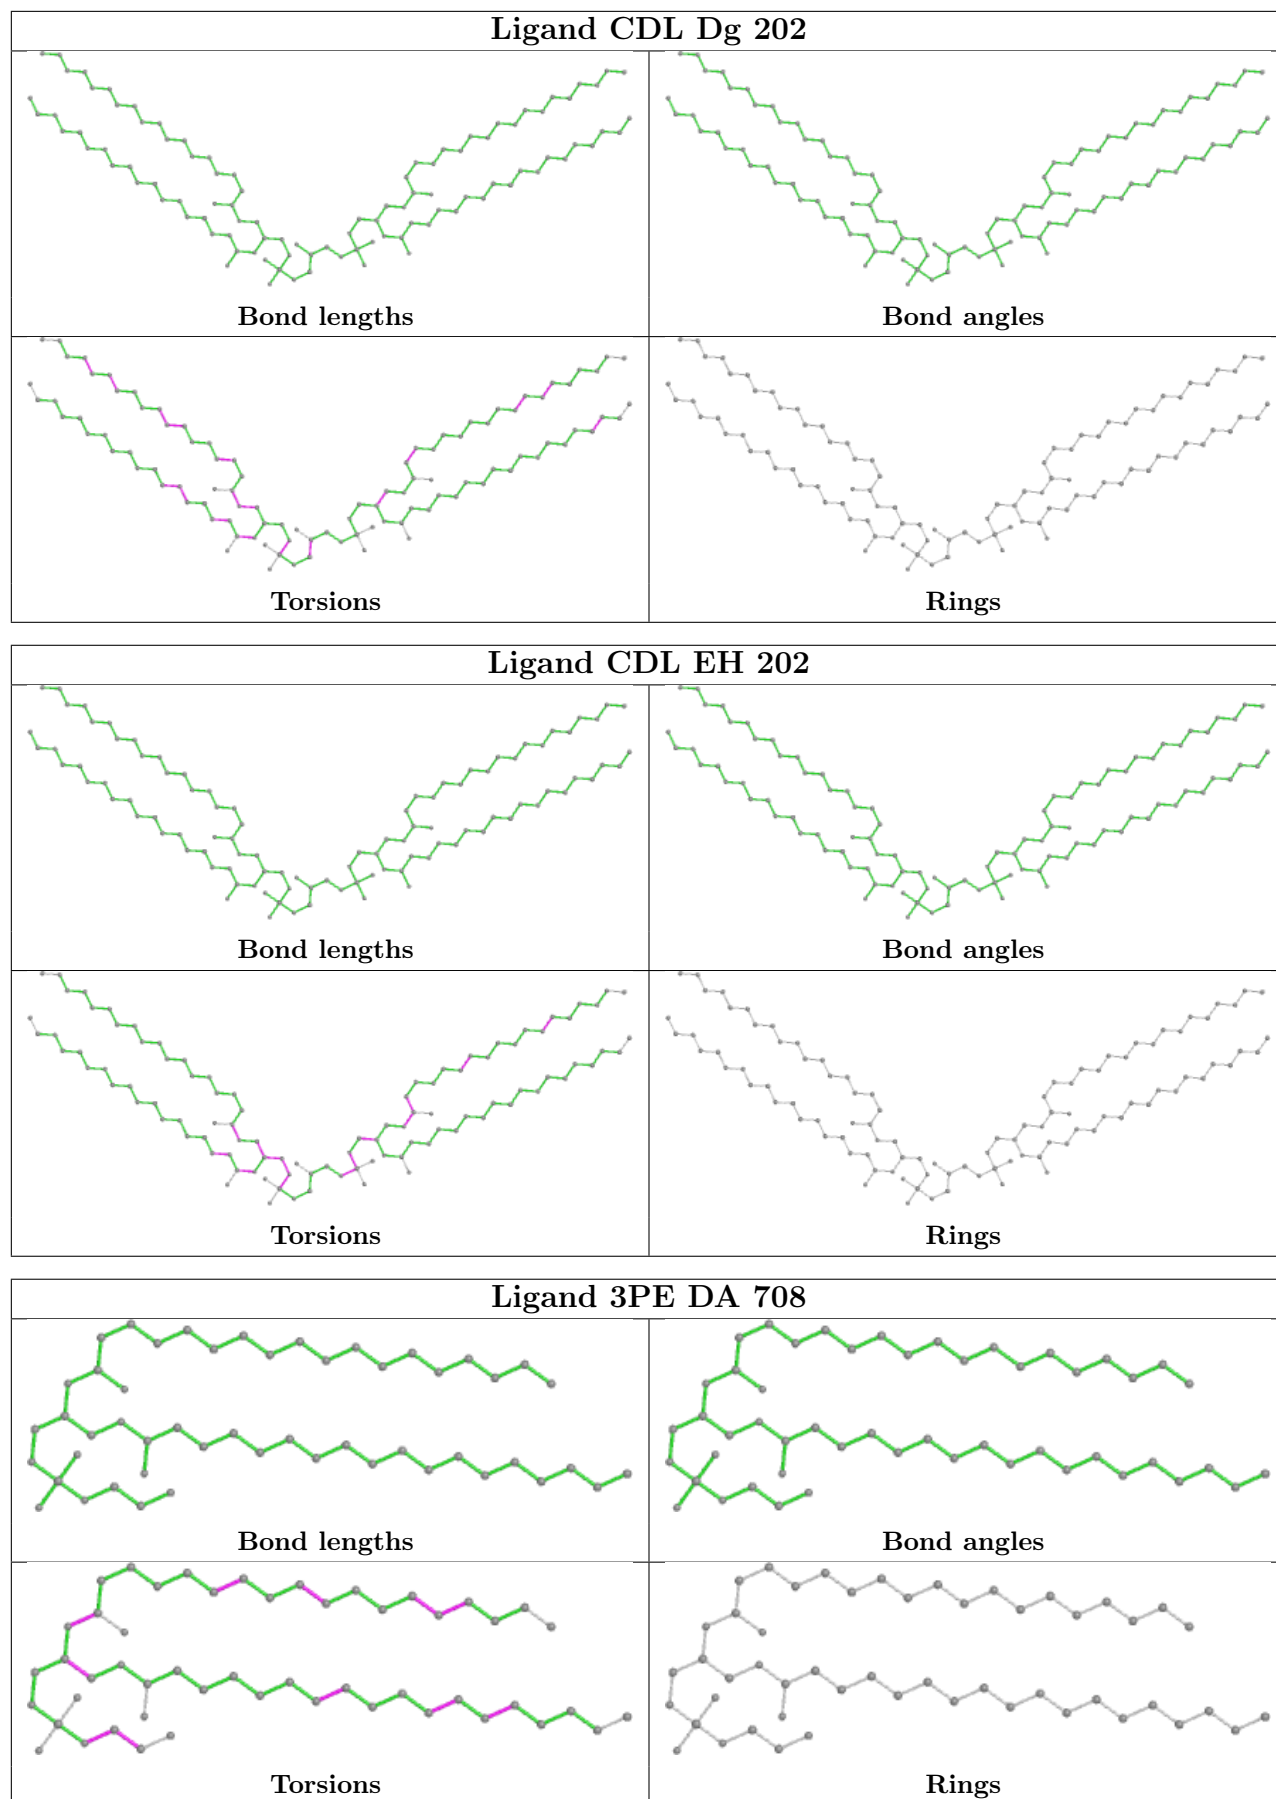 Ligand CDL Dg 202
Bond lengths
Bond angles
Torsions
Rings
Ligand CDL EH 202
Bond lengths
Bond angles
Torsions
Rings
Ligand 3PE DA 708
Bond lengths
Bond angles
Torsions
Rings